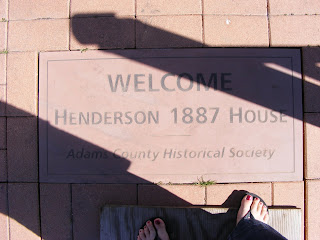 WELCOME
HENDERSON 1887 HOUSE
Adams County Historical Society